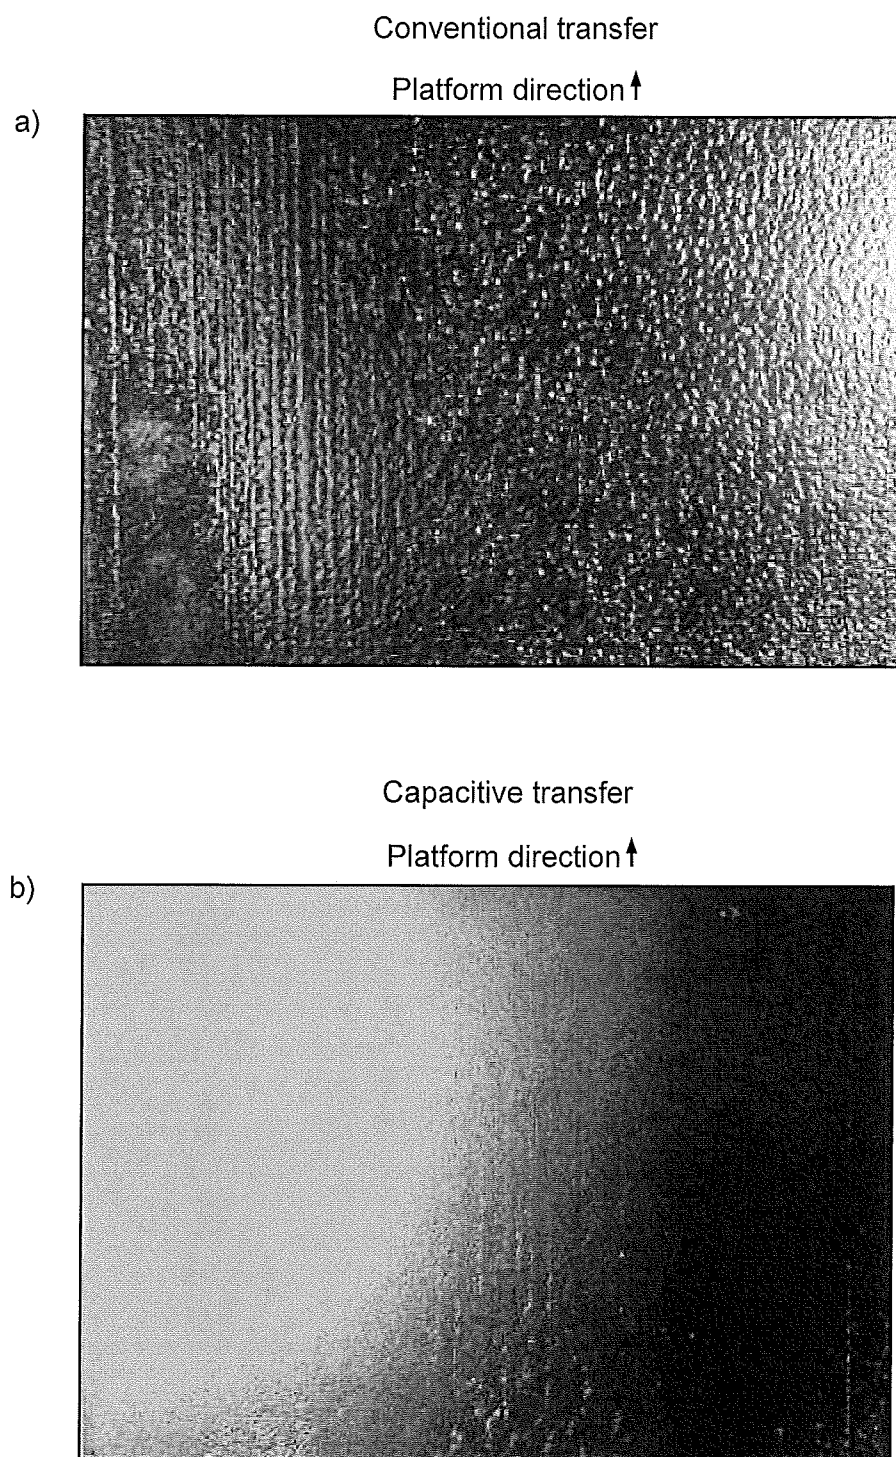 Conventional transfer
Platform direction
a)
Capacitive transfer
Platform direction
b)